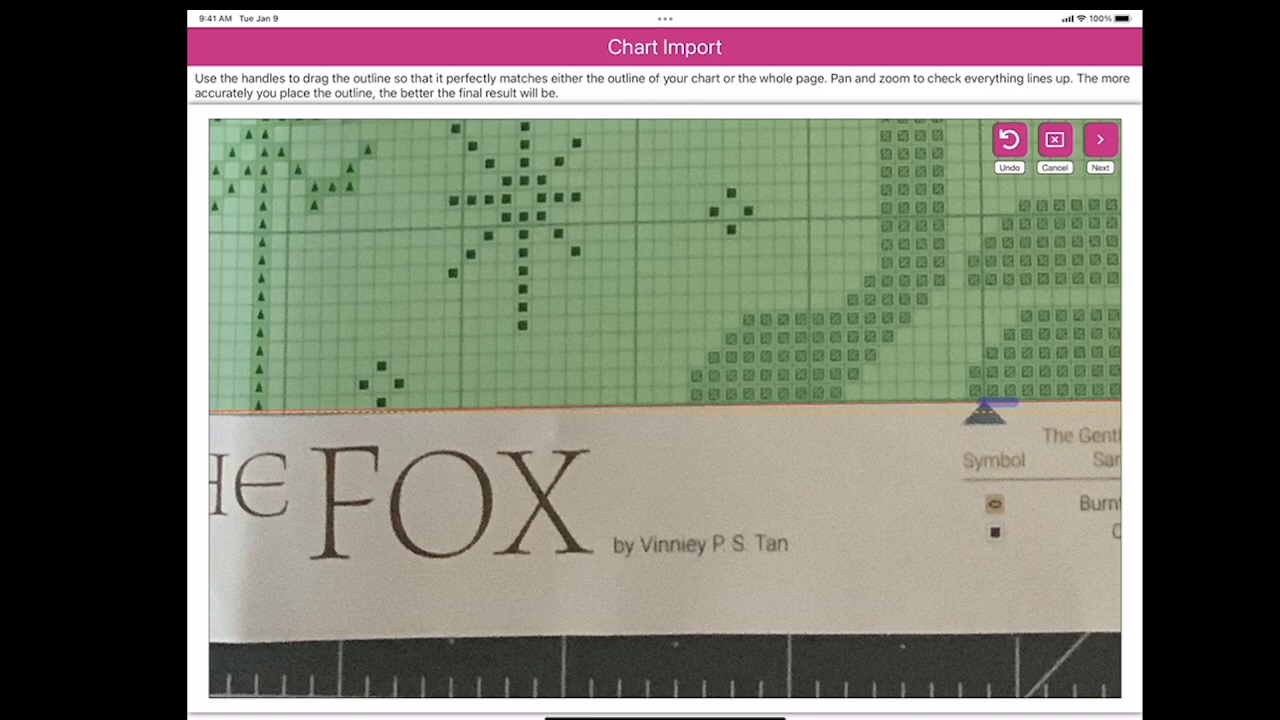 9:41 AM Tue Jan 9
100%
Chart Import
Use the handles to drag the outline so that it perfectly matches either the outline of your chart or the whole page. Pan and zoom to check everything lines up. The more
accurately you place the outline, the better the final result will be.
Undo
Cancel
Next
FOX
by Vinniey P. S. Tan
The
Symbol